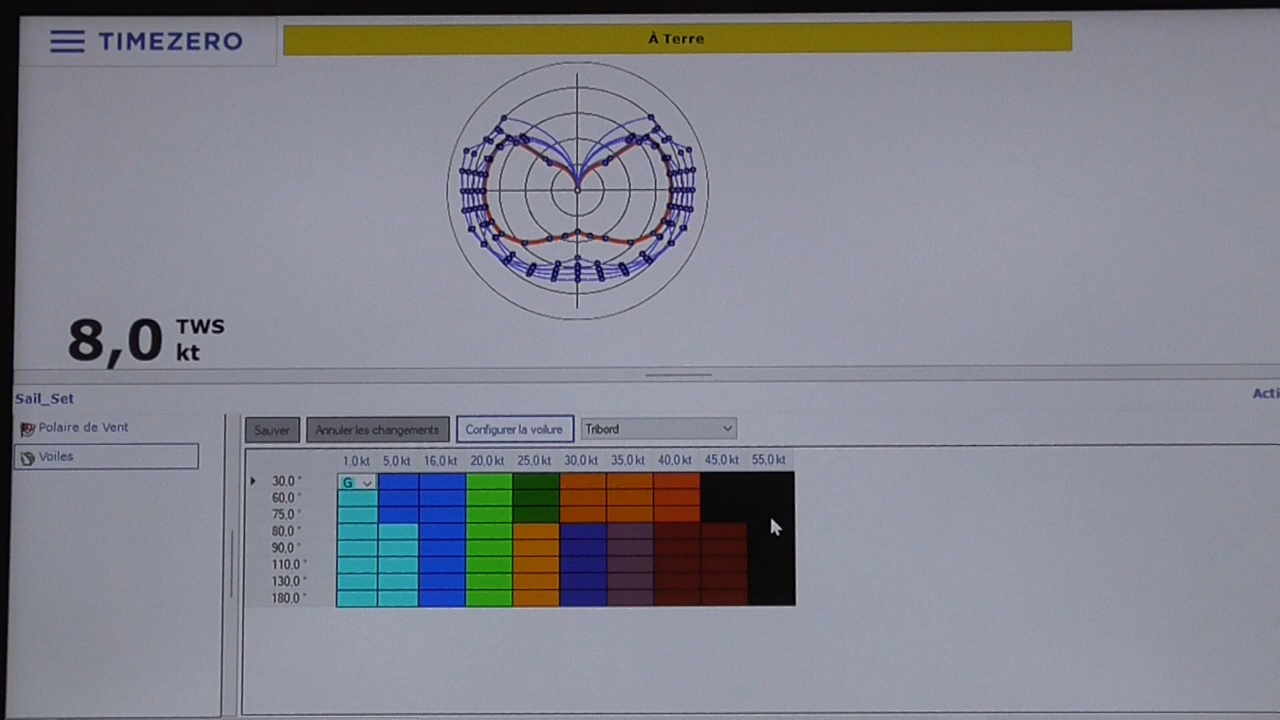 TIMEZERO
À Terre
8,0 TWS kt
Sail_Set
Acti
Polaire de Vent
Voiles
Sauver Annuler les changements Configurer la voilure Tribord
1,0 kt 5,0 kt 16,0 kt 20,0 kt 25,0 kt 30,0 kt 35,0 kt 40,0 kt 45,0 kt 55,0 kt
30,0 ° G
60,0 °
75,0 °
80,0 °
90,0 °
110,0 °
130,0 °
180,0 °